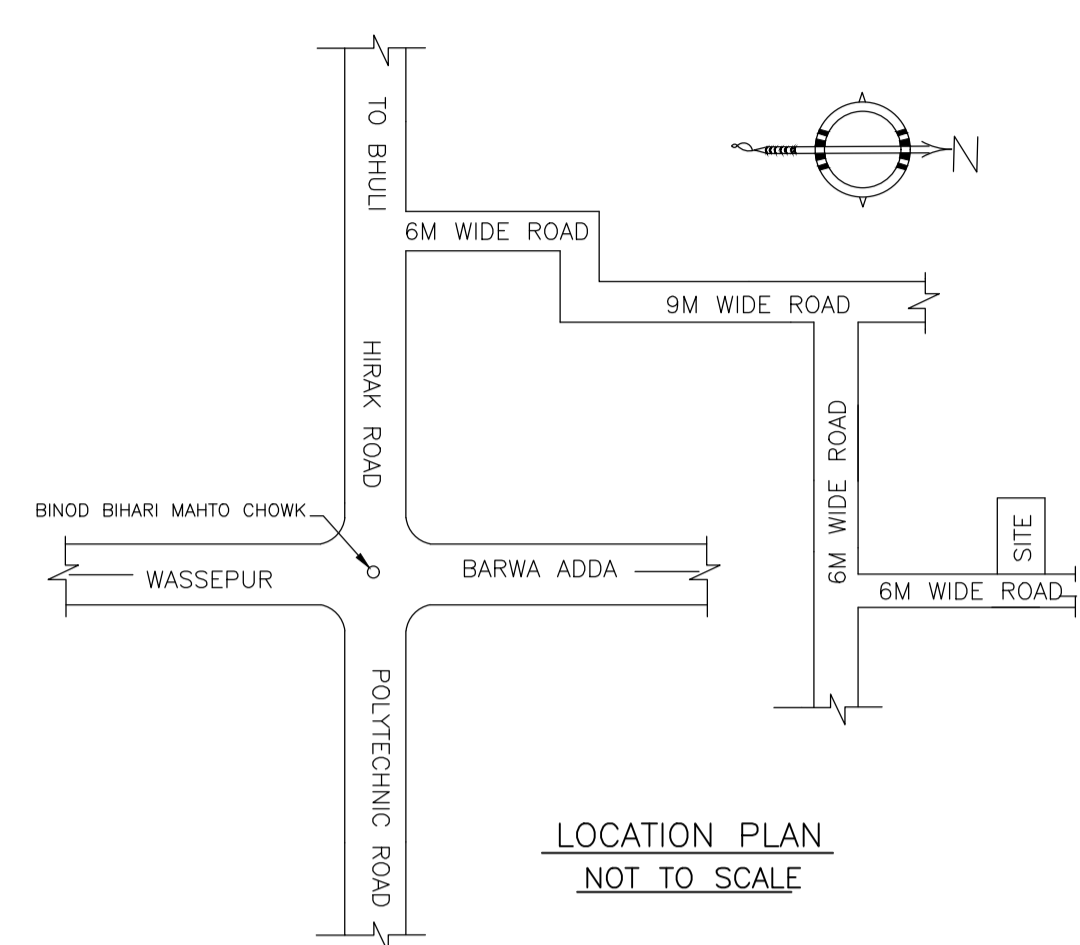 TO BHULI
N
6M WIDE ROAD
9M WIDE ROAD
HIRAK ROAD
6M WIDE ROAD
BINOD BIHARI MAHTO CHOWK
SITE
WASSEPUR
BARWA ADDA
6M WIDE ROAD
POLYTECHNIC ROAD
LOCATION PLAN
NOT TO SCALE